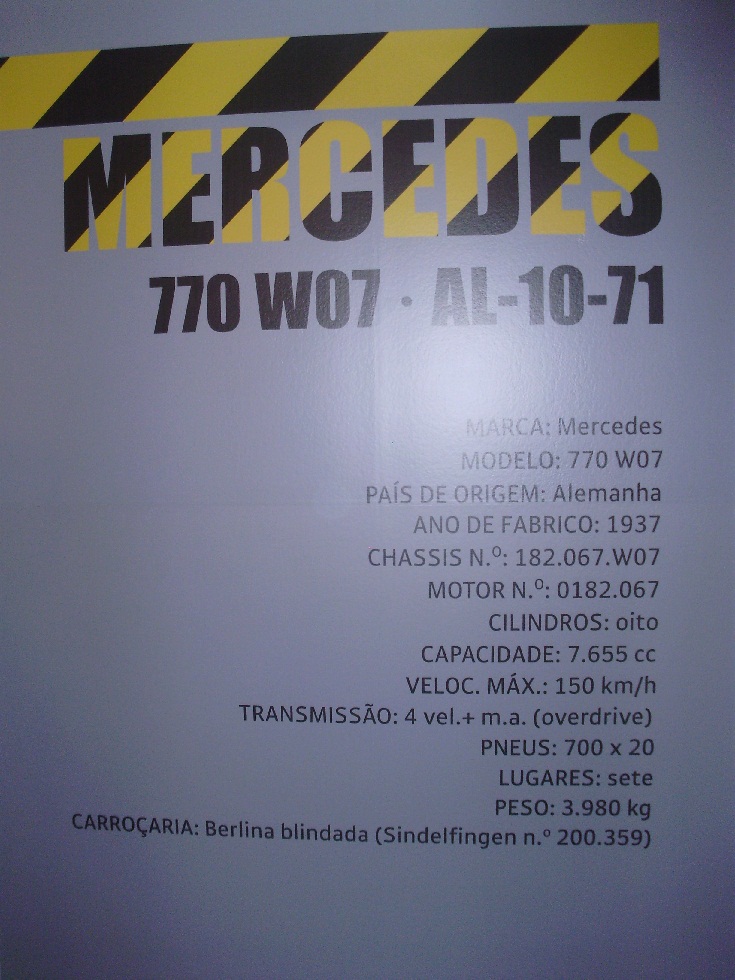 MERCEDES
770 W07 · AL-10-71
MARCA: Mercedes
MODELO: 770 W07
PAÍS DE ORIGEM: Alemanha
ANO DE FABRICO: 1937
CHASSIS N.º: 182.067.W07
MOTOR N.º: 0182.067
CILINDROS: oito
CAPACIDADE: 7.655 cc
VELOC. MÁX.: 150 km/h
TRANSMISSÃO: 4 vel.+ m.a. (overdrive)
PNEUS: 700 x 20
LUGARES: sete
PESO: 3.980 kg
CARROÇARIA: Berlina blindada (Sindelfingen n.º 200.359)